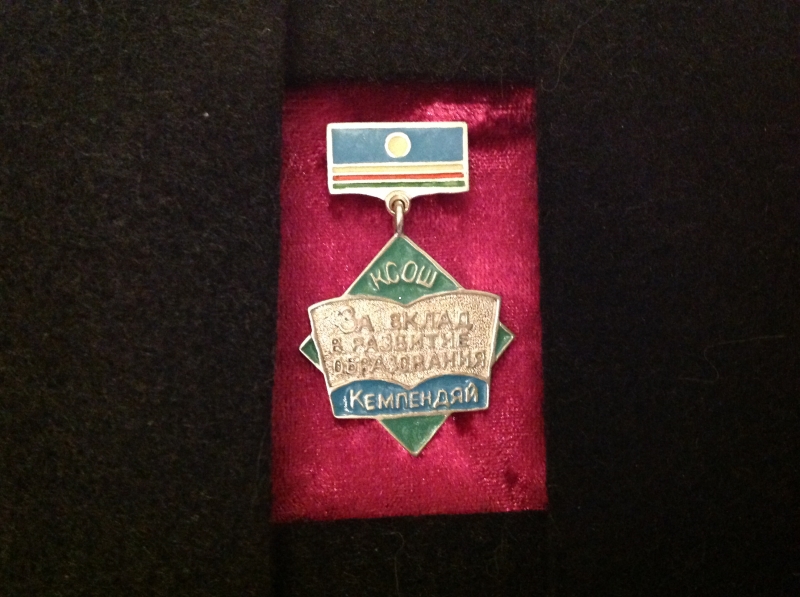 КСОШ
За вклад
в развитие
образования
Кемпендяй